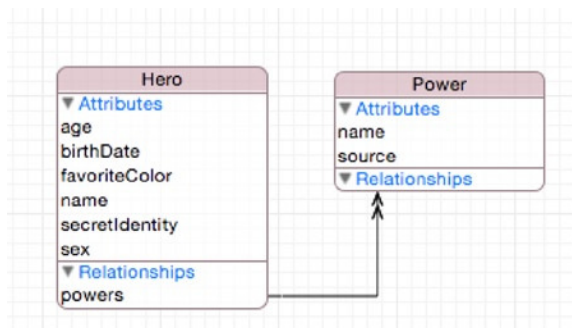 Hero
Attributes
age
birthDate
favoriteColor
name
secretIdentity
sex
Relationships
powers
Power
Attributes
name
source
Relationships